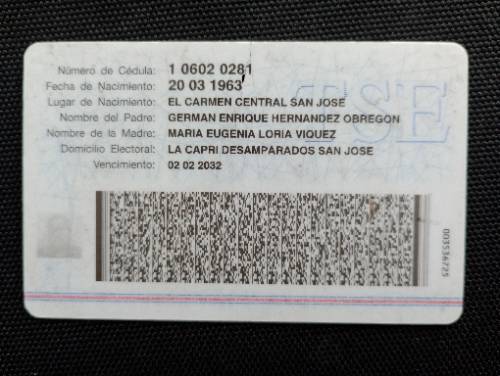 Número de Cédula: 1 0602 0281
Fecha de Nacimiento: 20 03 1963
Lugar de Nacimiento: EL CARMEN CENTRAL SAN JOSE
Nombre del Padre: GERMAN ENRIQUE HERNANDEZ OBREGON
Nombre de la Madre: MARIA EUGENIA LORIA VIQUEZ
Domicilio Electoral: LA CAPRI DESAMPARADOS SAN JOSE
Vencimiento: 02 02 2032
TSE
003534725